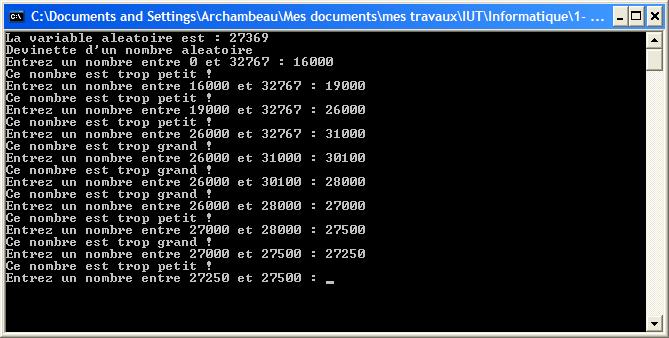 C:\Documents and Settings\Archambeau\Mes documents\mes travaux\IUT\Informatique\1- ...
La variable aleatoire est : 27369
Devinette d'un nombre aleatoire
Entrez un nombre entre 0 et 32767 : 16000
Ce nombre est trop petit !
Entrez un nombre entre 16000 et 32767 : 19000
Ce nombre est trop petit !
Entrez un nombre entre 19000 et 32767 : 26000
Ce nombre est trop petit !
Entrez un nombre entre 26000 et 32767 : 31000
Ce nombre est trop grand !
Entrez un nombre entre 26000 et 31000 : 30100
Ce nombre est trop grand !
Entrez un nombre entre 26000 et 30100 : 28000
Ce nombre est trop grand !
Entrez un nombre entre 26000 et 28000 : 27000
Ce nombre est trop petit !
Entrez un nombre entre 27000 et 28000 : 27500
Ce nombre est trop grand !
Entrez un nombre entre 27000 et 27500 : 27250
Ce nombre est trop petit !
Entrez un nombre entre 27250 et 27500 : _